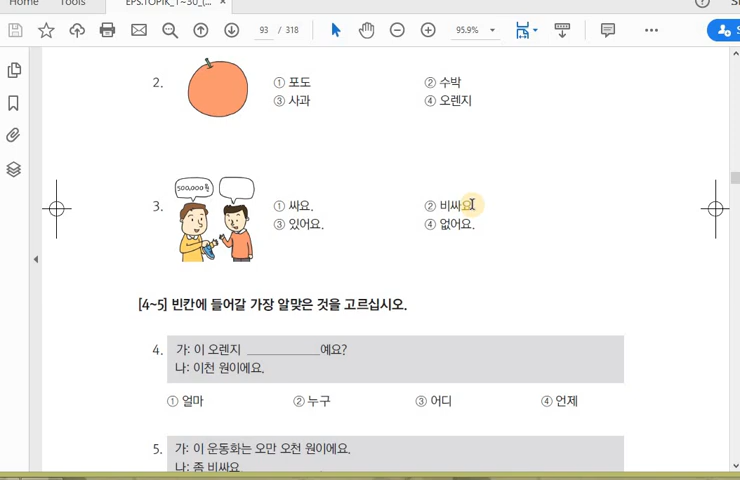 Home Tools EPS.TOPIK_1~30_(... ×
93 / 318 95.9%
2. ① 포도 ② 수박
③ 사과 ④ 오렌지
500,000원
3. ① 싸요. ② 비싸요
③ 있어요. ④ 없어요.
[4~5] 빈칸에 들어갈 가장 알맞은 것을 고르십시오.
4. 가: 이 오렌지 __________예요?
나: 이천 원이에요.
① 얼마 ② 누구 ③ 어디 ④ 언제
5. 가: 이 운동화는 오만 오천 원이에요.
나: 좀 비싸요.